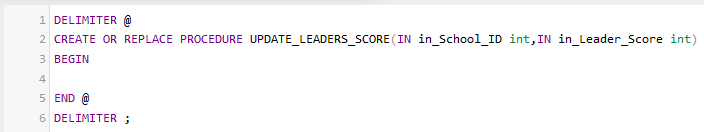 1 DELIMITER @
2 CREATE OR REPLACE PROCEDURE UPDATE_LEADERS_SCORE(IN in_School_ID int,IN in_Leader_Score int)
3 BEGIN
4
5 END @
6 DELIMITER ;